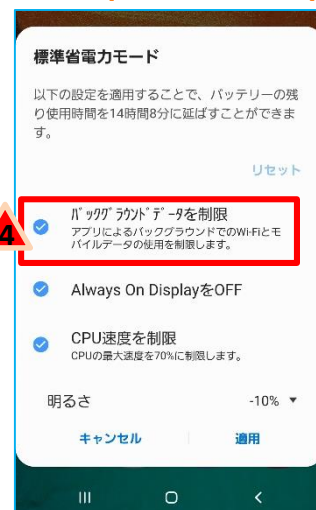 標準省電力モード
以下の設定を適用することで、バッテリーの残
り使用時間を14時間8分に延ばすことができま
す。
リセット
4
ﾊﾞｯｸｸﾞﾗｳﾝﾄﾞﾃﾞｰﾀを制限
アプリによるバックグラウンドでのWi-Fiとモ
バイルデータの使用を制限します。
Always On DisplayをOFF
CPU速度を制限
CPUの最大速度を70%に制限します。
明るさ -10% ▼
キャンセル 適用